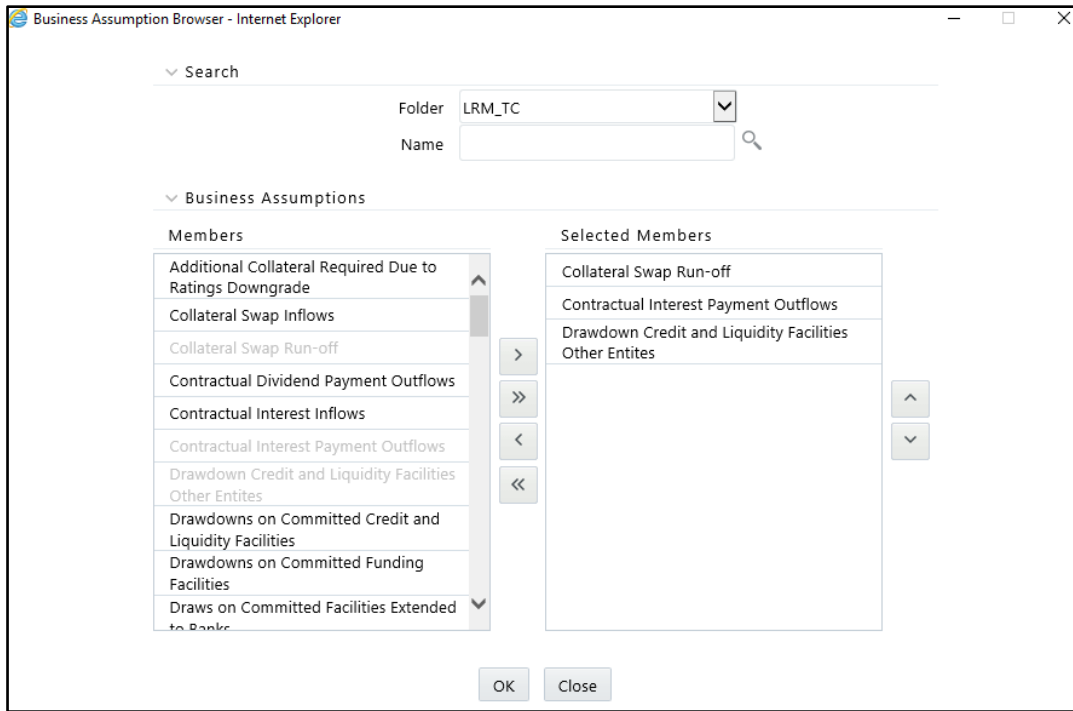 Business Assumption Browser - Internet Explorer
Search
Folder LRM_TC
Name
Business Assumptions
Members
Additional Collateral Required Due to
Ratings Downgrade
Collateral Swap Inflows
Collateral Swap Run-off
Contractual Dividend Payment Outflows
Contractual Interest Inflows
Contractual Interest Payment Outflows
Drawdown Credit and Liquidity Facilities
Other Entites
Drawdowns on Committed Credit and
Liquidity Facilities
Drawdowns on Committed Funding
Facilities
Draws on Committed Facilities Extended
to Banks
Selected Members
Collateral Swap Run-off
Contractual Interest Payment Outflows
Drawdown Credit and Liquidity Facilities
Other Entites
OK Close